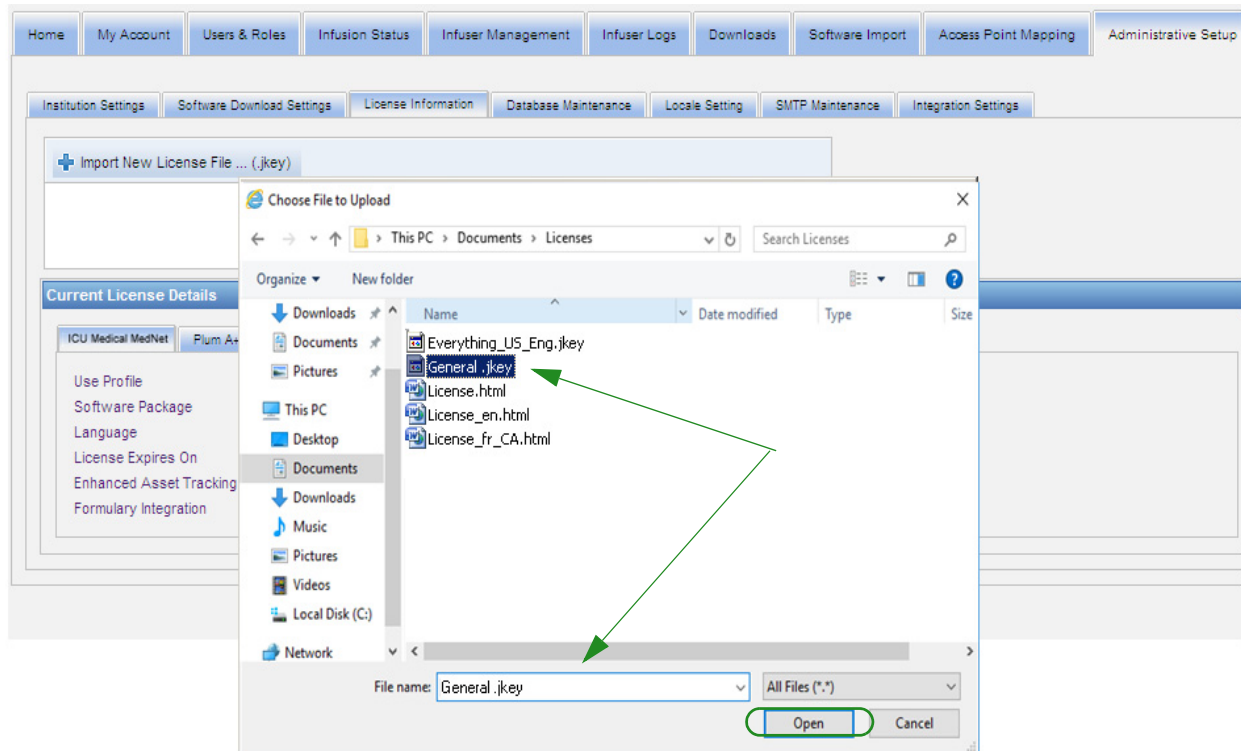 Home My Account Users & Roles Infusion Status Infuser Management Infuser Logs Downloads Software Import Access Point Mapping Administrative Setup
Institution Settings Software Download Settings License Information Database Maintenance Locale Setting SMTP Maintenance Integration Settings
Import New License File ... (.jkey)
Choose File to Upload
This PC > Documents > Licenses
Search Licenses
Organize New folder
Current License Details
ICU Medical MedNet Plum A+
Use Profile
Software Package
Language
License Expires On
Enhanced Asset Tracking
Formulary Integration
Downloads
Documents
Pictures
This PC
Desktop
Documents
Downloads
Music
Pictures
Videos
Local Disk (C:)
Network
Name Date modified Type Size
Everything_US_Eng.jkey
General .jkey
License.html
License_en.html
License_fr_CA.html
File name: General .jkey All Files (*.*)
Open Cancel